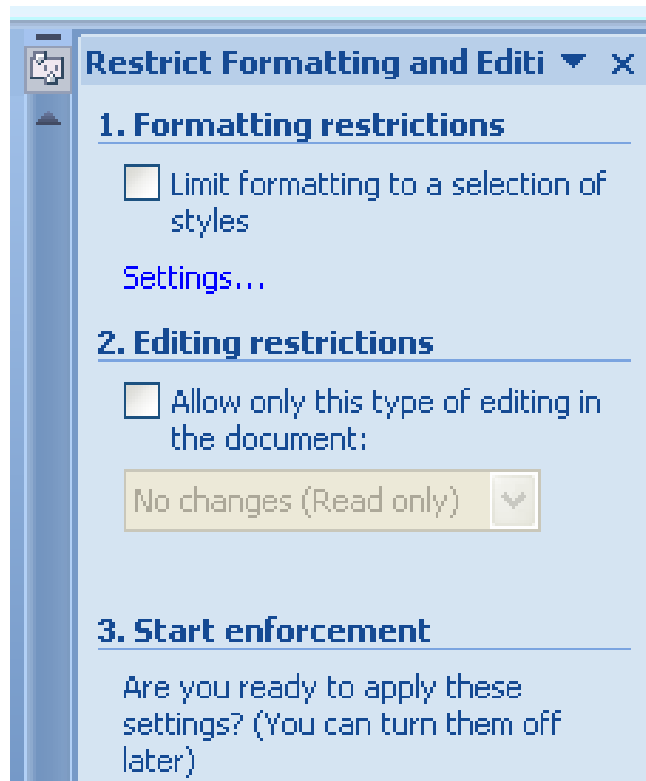 Restrict Formatting and Editi
1. Formatting restrictions
Limit formatting to a selection of
styles
Settings...
2. Editing restrictions
Allow only this type of editing in
the document:
No changes (Read only)
3. Start enforcement
Are you ready to apply these
settings? (You can turn them off
later)